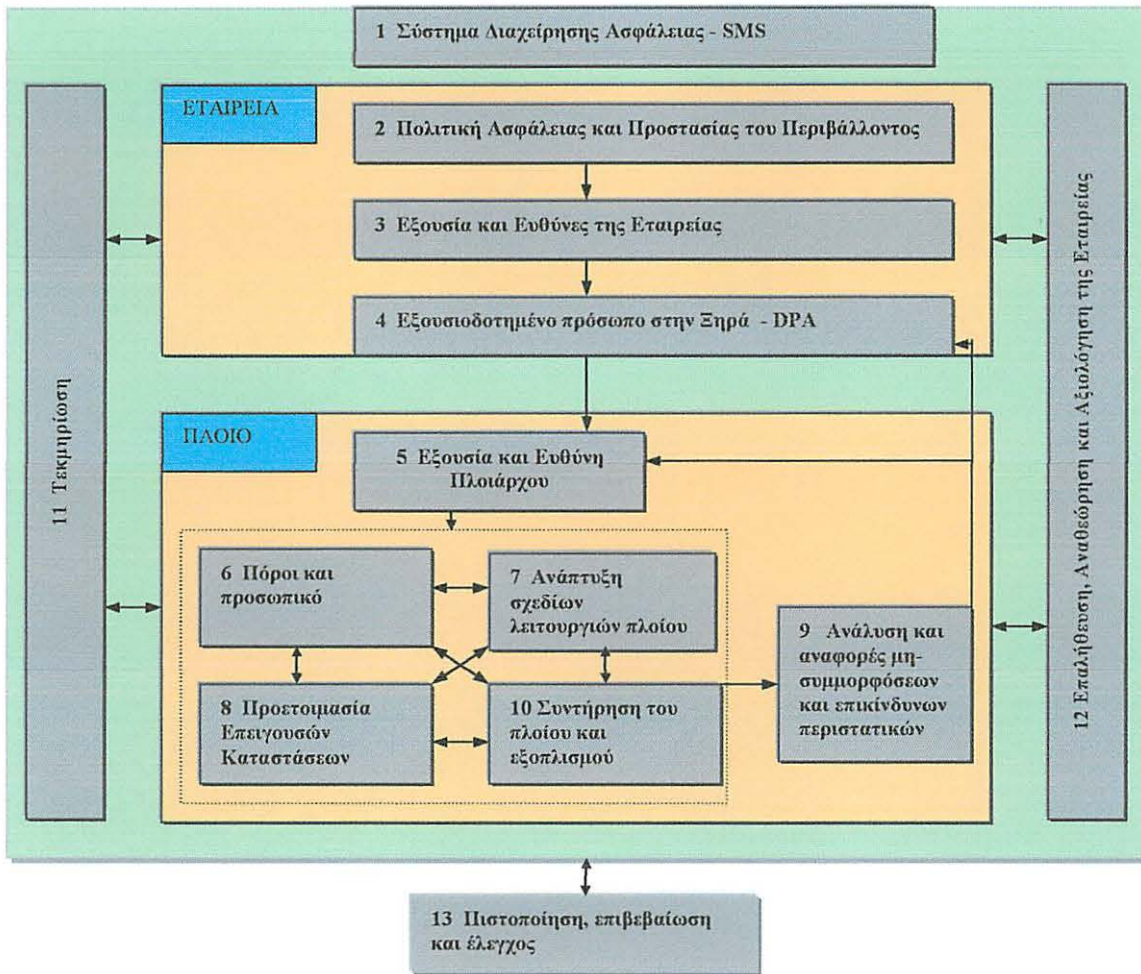 1 Σύστημα Διαχείρησης Ασφάλειας - SMS
ΕΤΑΙΡΕΙΑ
2 Πολιτική Ασφάλειας και Προστασίας του Περιβάλλοντος
3 Εξουσία και Ευθύνες της Εταιρείας
4 Εξουσιοδοτημένο πρόσωπο στην Ξηρά - DPA
11 Τεκμηρίωση
12 Επαλήθευση, Αναθεώρηση και Αξιολόγηση της Εταιρείας
ΠΛΟΙΟ
5 Εξουσία και Ευθύνη
Πλοιάρχου
6 Πόροι και
προσωπικό
7 Ανάπτυξη
σχεδίων
λειτουργιών πλοίου
8 Προετοιμασία
Επειγουσών
Καταστάσεων
10 Συντήρηση του
πλοίου και
εξοπλισμού
9 Ανάλυση και
αναφορές μη-
συμμορφόσεων
και επικίνδυνων
περιστατικών
13 Πιστοποίηση, επιβεβαίωση
και έλεγχος